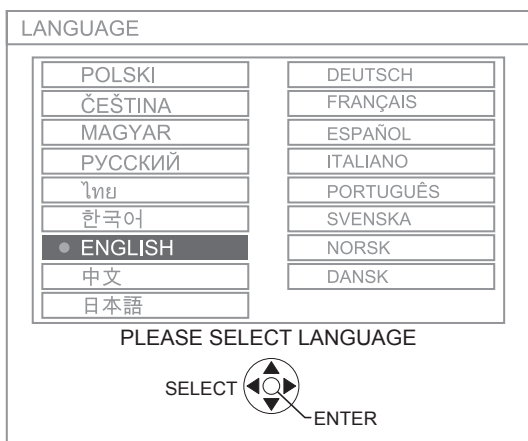 LANGUAGE
POLSKI
ČEŠTINA
MAGYAR
РУССКИЙ
ไทย
한국어
ENGLISH
中文
日本語
DEUTSCH
FRANÇAIS
ESPAÑOL
ITALIANO
PORTUGUÊS
SVENSKA
NORSK
DANSK
PLEASE SELECT LANGUAGE
SELECT
ENTER